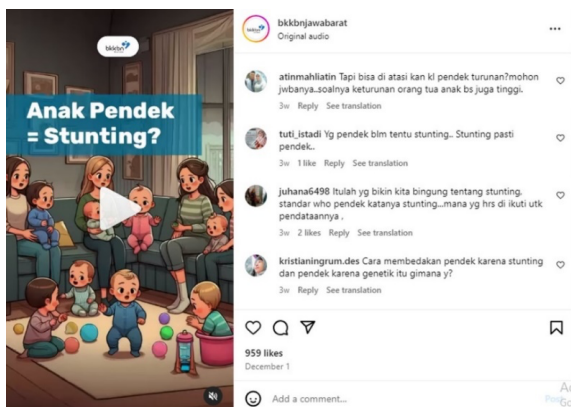 bkkbn
Anak Pendek
= Stunting?
bkkbnjawabarat
Original audio
atinmahliatin Tapi bisa di atasi kan kl pendek turunan?mohon
jwbanya..soalnya keturunan orang tua anak bs juga tinggi.
3w Reply See translation
tuti_istadi Yg pendek blm tentu stunting.. Stunting pasti
pendek..
3w 1 like Reply See translation
juhana6498 Itulah yg bikin kita bingung tentang stunting.
standar who pendek katanya stunting...mana yg hrs di ikuti utk
pendataannya .
3w 2 likes Reply See translation
kristianingrum.des Cara membedakan pendek karena stunting
dan pendek karena genetik itu gimana y?
3w Reply See translation
959 likes
December 1
Add a comment...